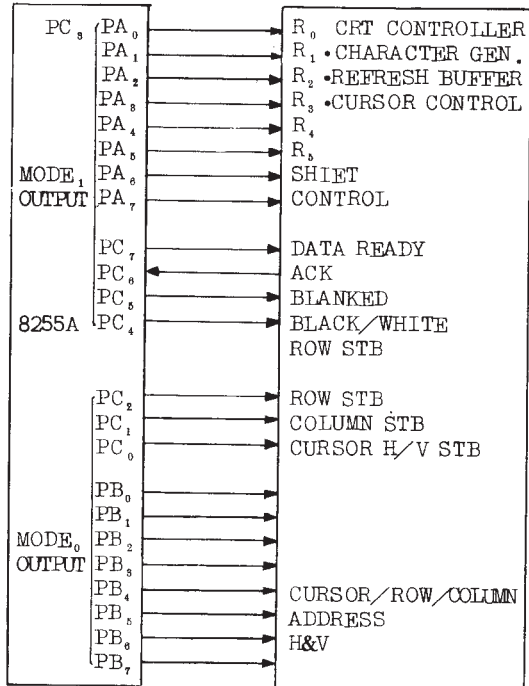 PC₃ PA₀ R₀ CRT CONTROLLER
PA₁ R₁ •CHARACTER GEN.
PA₂ R₂ •REFRESH BUFFER
PA₃ R₃ •CURSOR CONTROL
PA₄ R₄
PA₅ R₅
MODE₁ PA₆ SHIET
OUTPUT PA₇ CONTROL
PC₇ DATA READY
PC₆ ACK
PC₅ BLANKED
8255A PC₄ BLACK/WHITE
ROW STB
PC₂ ROW STB
PC₁ COLUMN STB
PC₀ CURSOR H/V STB
PB₀
PB₁
MODE₀ PB₂
OUTPUT PB₃
PB₄ CURSOR/ROW/COLUMN
PB₅ ADDRESS
PB₆ H&V
PB₇